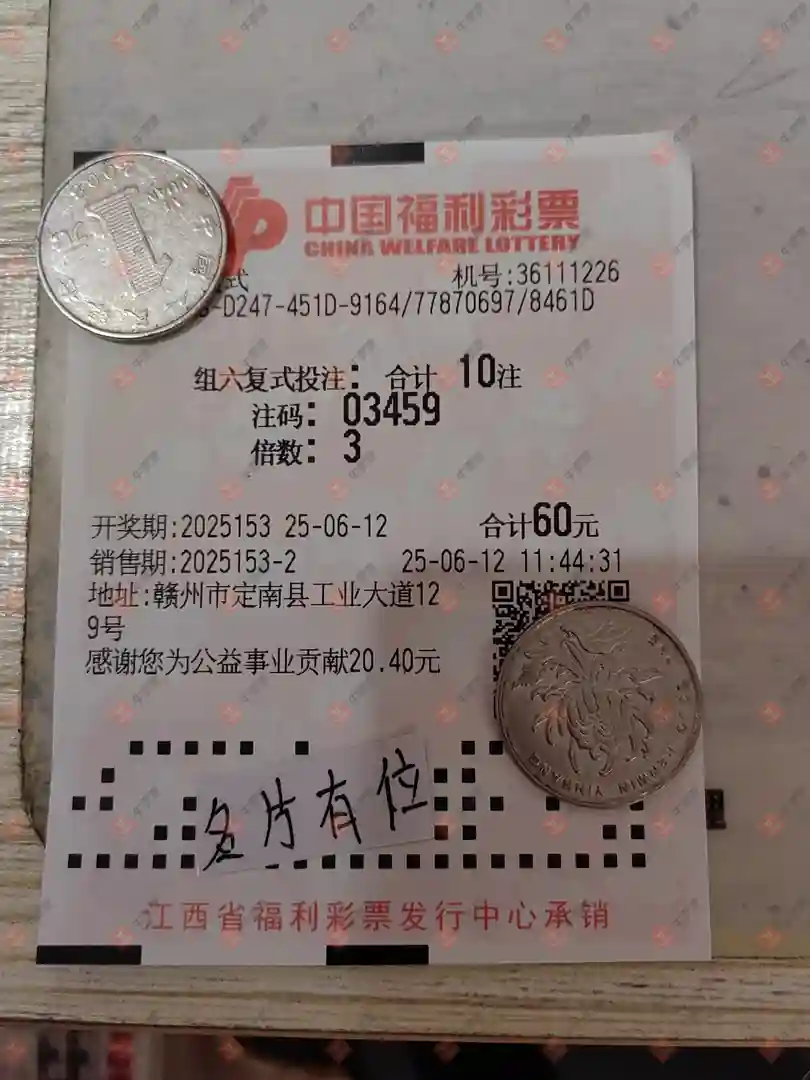 中国福利彩票
CHINA WELFARE LOTTERY
式 机号:36111226
-D247-451D-9164/77870697/8461D
组六复式投注: 合计 10注
注码: 03459
倍数: 3
开奖期:2025153 25-06-12 合计60元
销售期:2025153-2 25-06-12 11:44:31
地址:赣州市定南县工业大道12
9号
感谢您为公益事业贡献20.40元
名片有位
江西省福利彩票发行中心承销